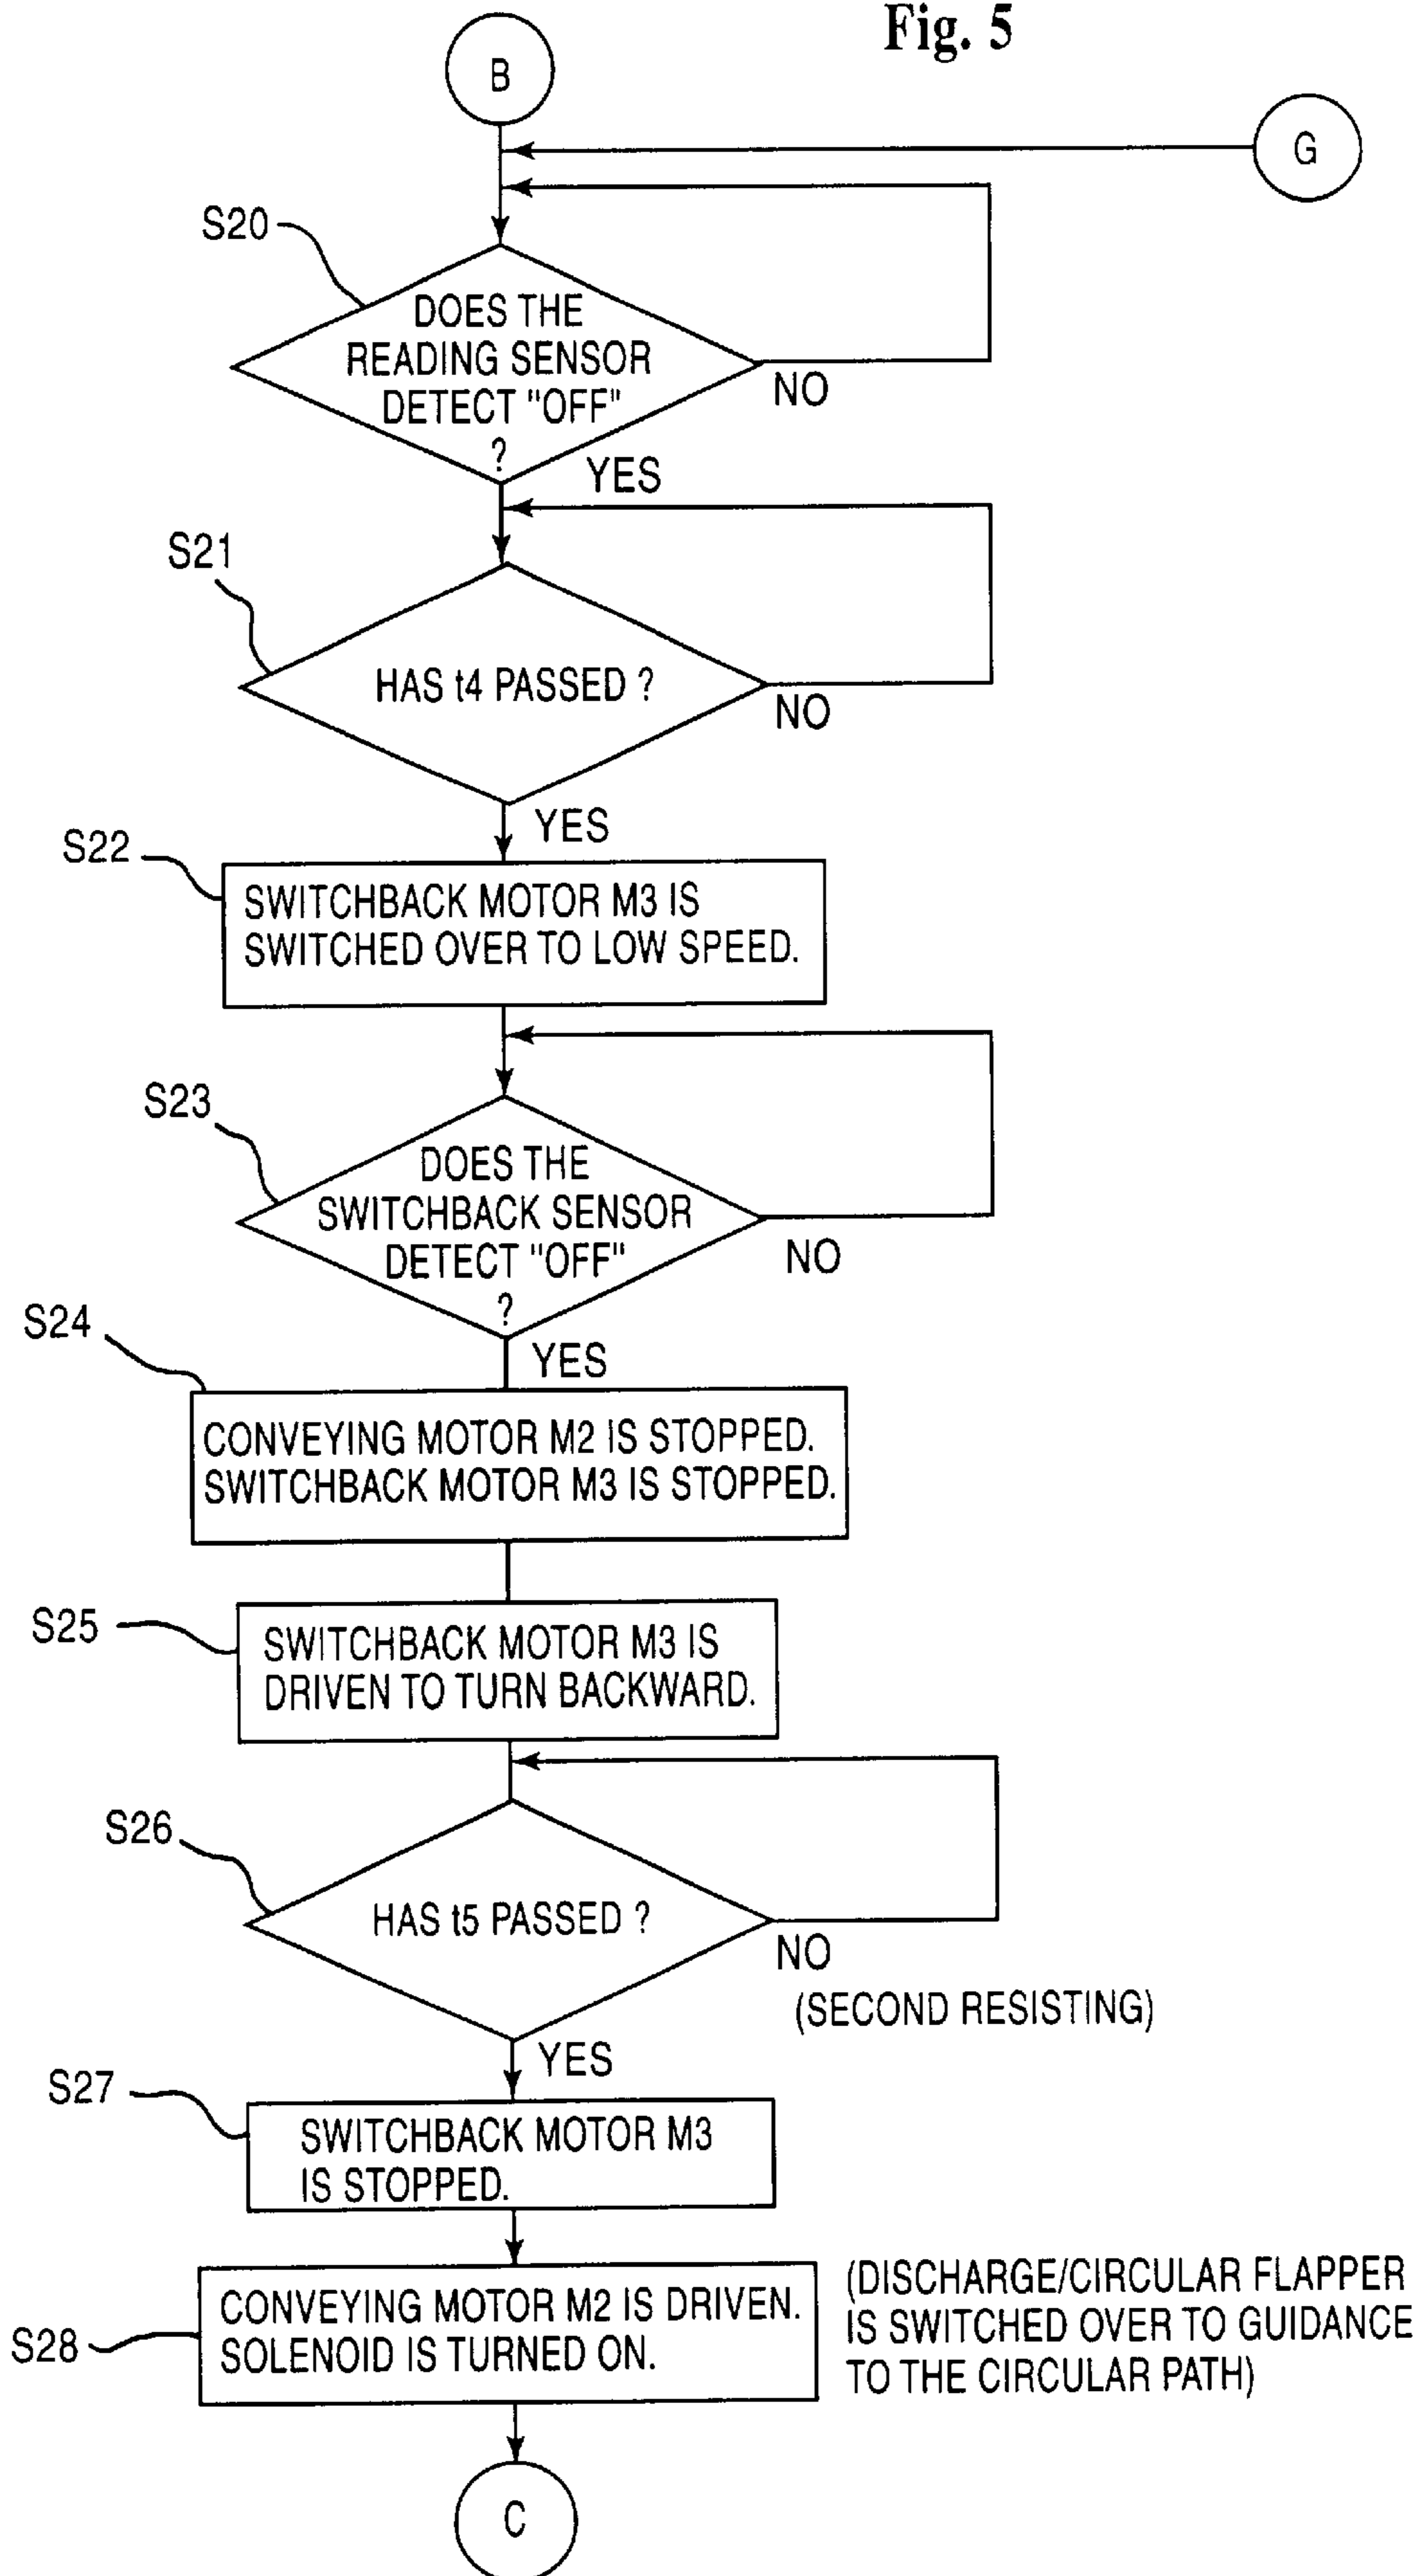 Fig. 5
B
G
S20
DOES THE
READING SENSOR
DETECT "OFF"
?
NO
YES
S21
HAS t4 PASSED ?
NO
YES
S22
SWITCHBACK MOTOR M3 IS
SWITCHED OVER TO LOW SPEED.
S23
DOES THE
SWITCHBACK SENSOR
DETECT "OFF"
?
NO
YES
S24
CONVEYING MOTOR M2 IS STOPPED.
SWITCHBACK MOTOR M3 IS STOPPED.
S25
SWITCHBACK MOTOR M3 IS
DRIVEN TO TURN BACKWARD.
S26
HAS t5 PASSED ?
NO
(SECOND RESISTING)
YES
S27
SWITCHBACK MOTOR M3
IS STOPPED.
S28
CONVEYING MOTOR M2 IS DRIVEN.
SOLENOID IS TURNED ON.
(DISCHARGE/CIRCULAR FLAPPER
IS SWITCHED OVER TO GUIDANCE
TO THE CIRCULAR PATH)
C